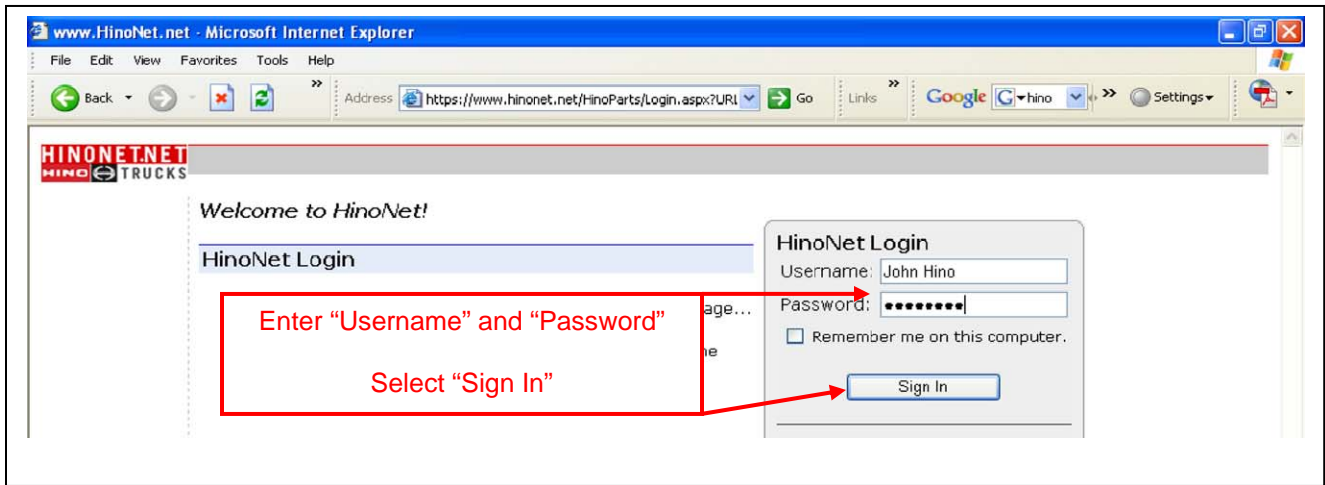 www.HinoNet.net - Microsoft Internet Explorer
File Edit View Favorites Tools Help
Back » Address https://www.hinonet.net/HinoParts/Login.aspx?URL Go Links » Google G hino » Settings
HINONET.NET
HINO TRUCKS
Welcome to HinoNet!
HinoNet Login
age...
ne
Enter “Username” and “Password”
Select “Sign In”
HinoNet Login
Username: John Hino
Password: ••••••••
Remember me on this computer.
Sign In